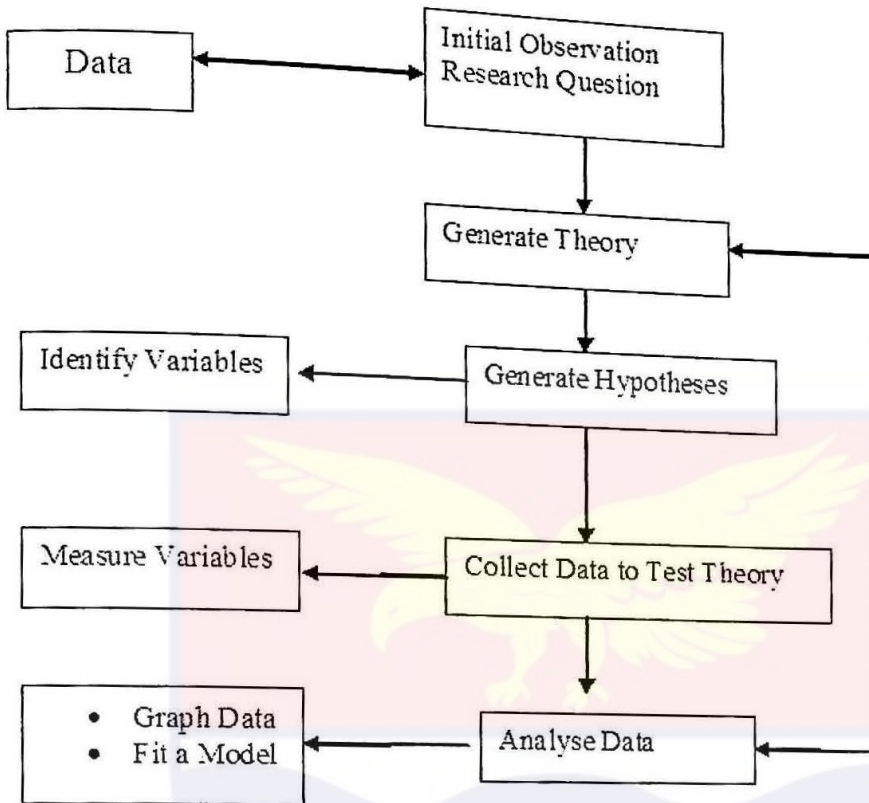 Data
Initial Observation
Research Question
Generate Theory
Identify Variables
Generate Hypotheses
Measure Variables
Collect Data to Test Theory
• Graph Data
• Fit a Model
Analyse Data